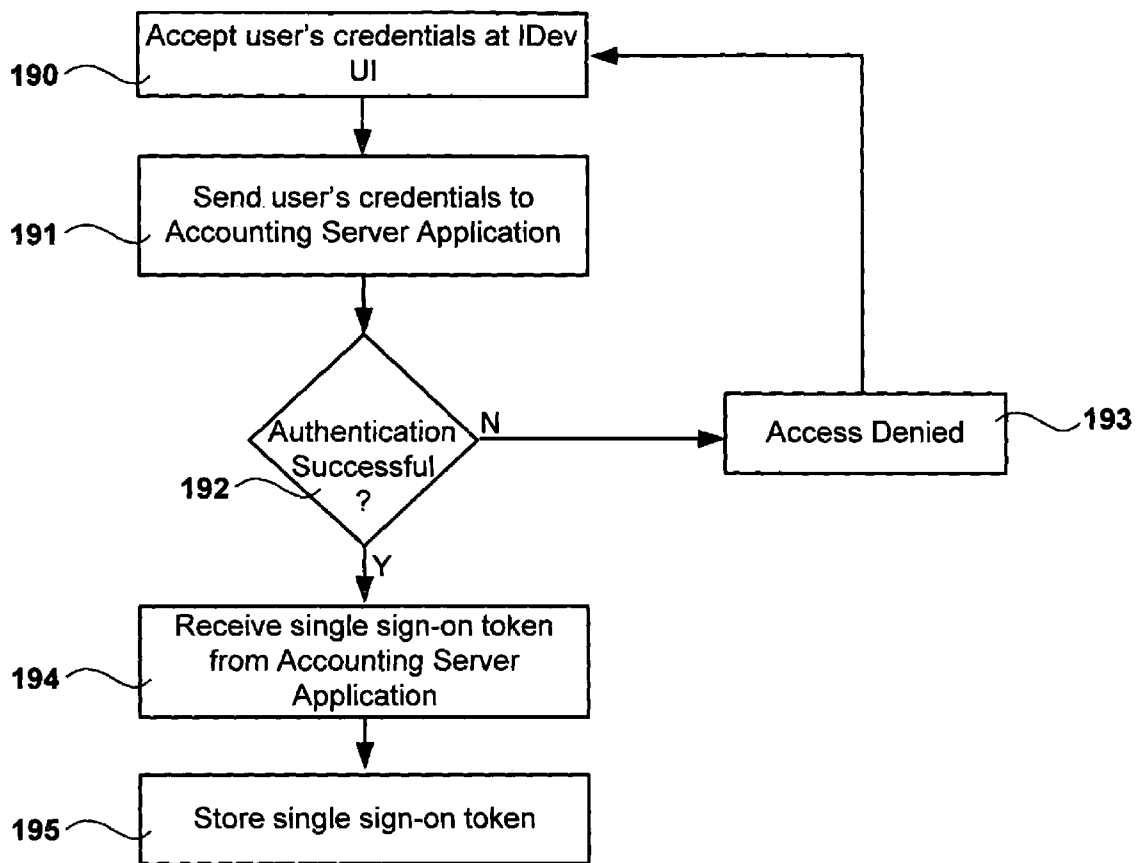 Accept user's credentials at IDev
UI
190
Send user's credentials to
Accounting Server Application
191
Authentication
Successful
?
192
N
Access Denied
193
Y
Receive single sign-on token
from Accounting Server
Application
194
Store single sign-on token
195